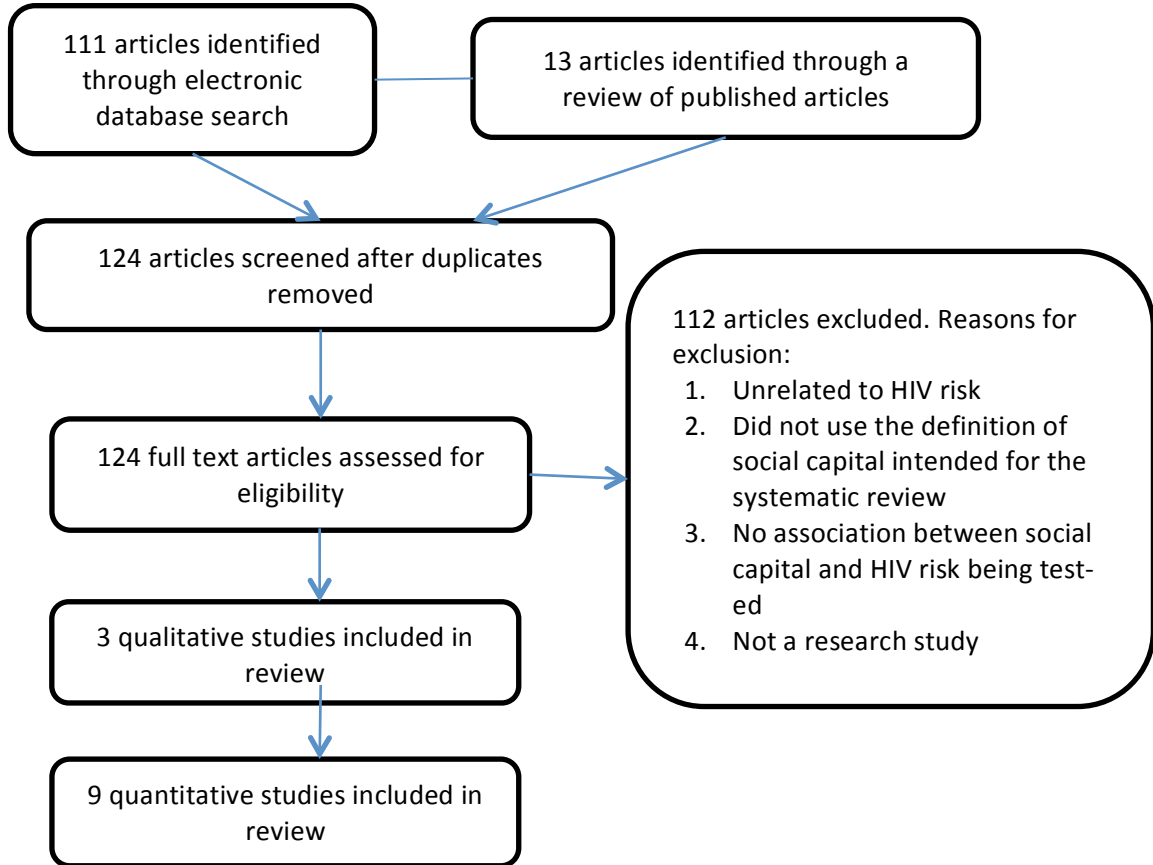 111 articles identified
through electronic
database search
13 articles identified through a
review of published articles
124 articles screened after duplicates
removed
112 articles excluded. Reasons for
exclusion:
1. Unrelated to HIV risk
2. Did not use the definition of
social capital intended for the
systematic review
3. No association between social
capital and HIV risk being test-
ed
4. Not a research study
124 full text articles assessed for
eligibility
3 qualitative studies included in
review
9 quantitative studies included in
review